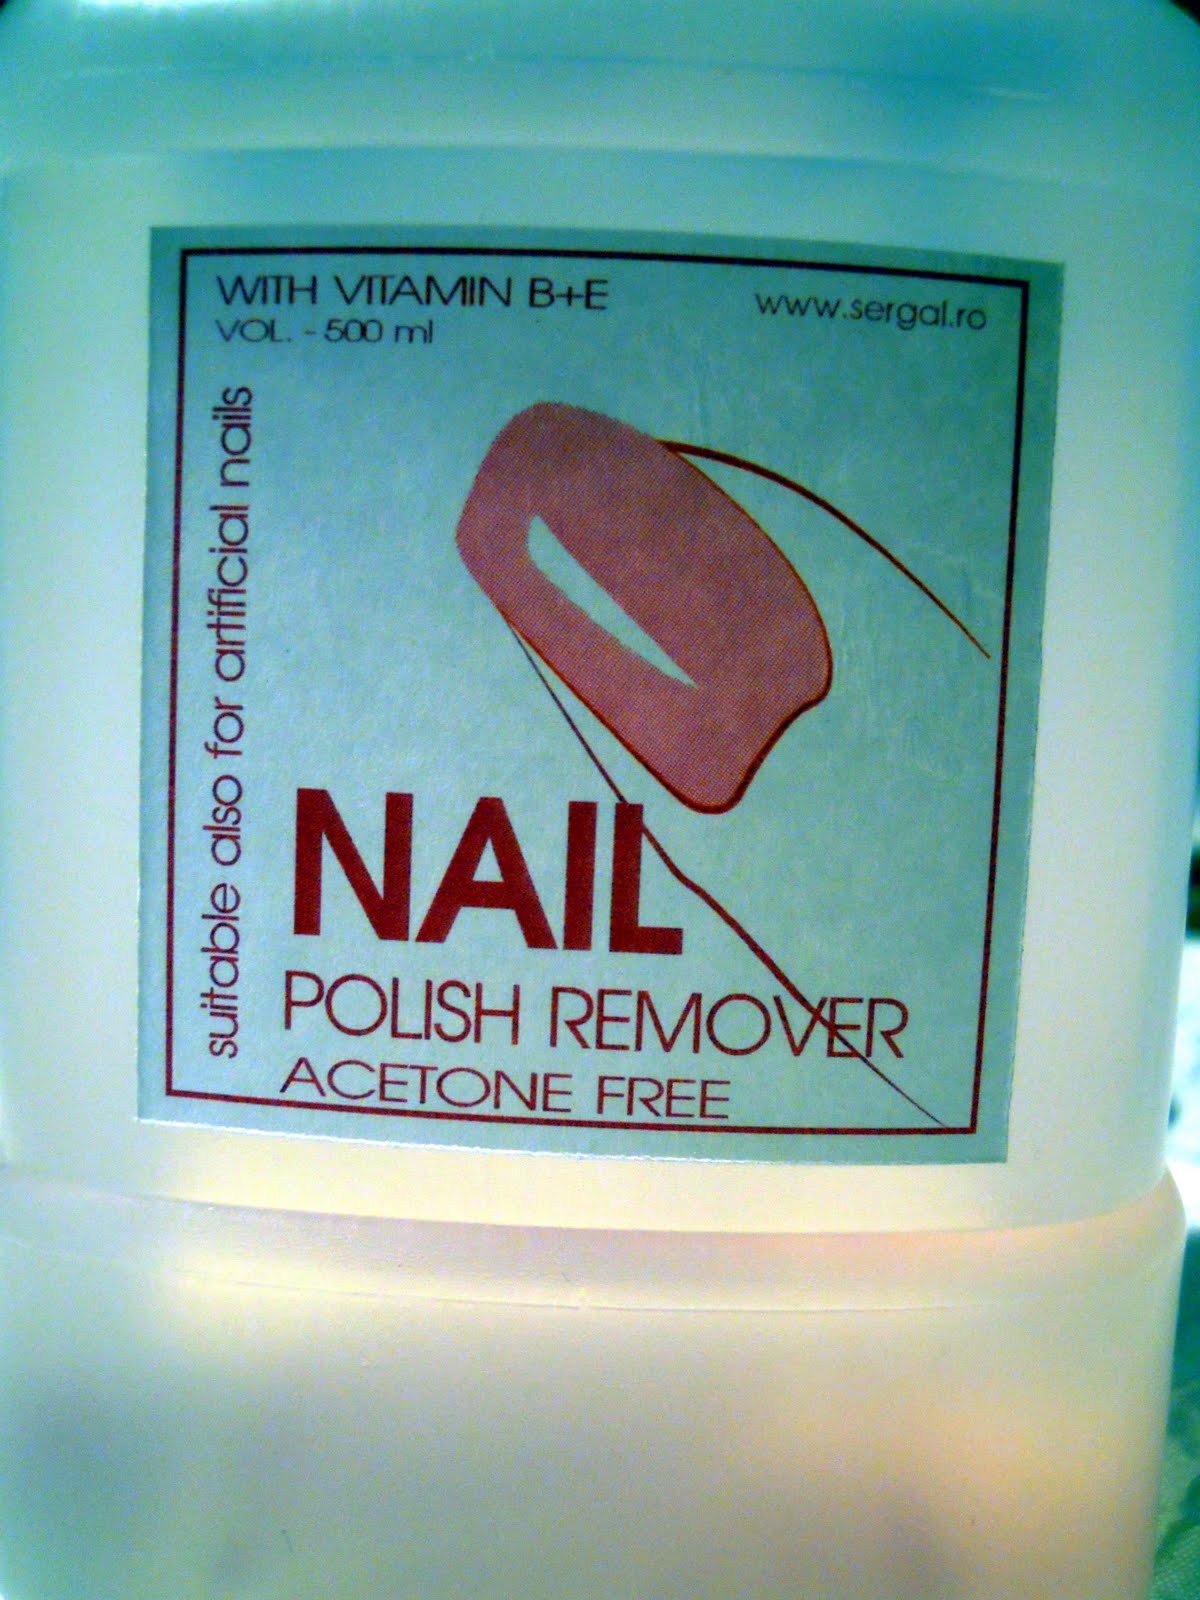 WITH VITAMIN B+E
VOL. - 500 ml
www.sergal.ro
suitable also for artificial nails
NAIL
POLISH REMOVER
ACETONE FREE